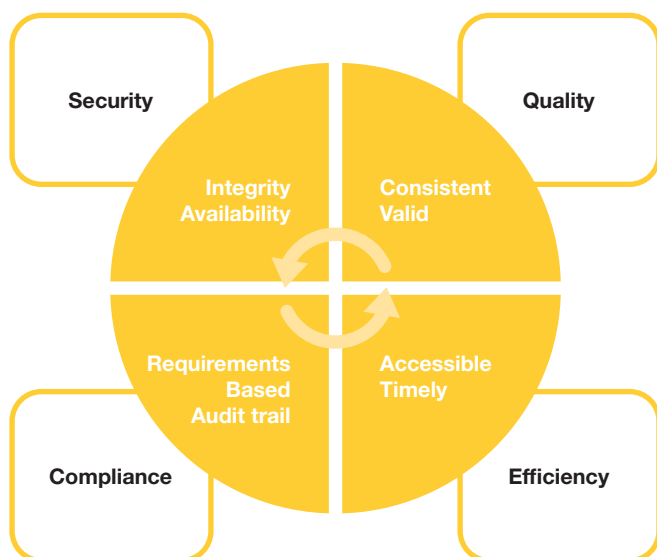 Security
Quality
Integrity
Availability
Consistent
Valid
Requirements
Based
Audit trail
Accessible
Timely
Compliance
Efficiency